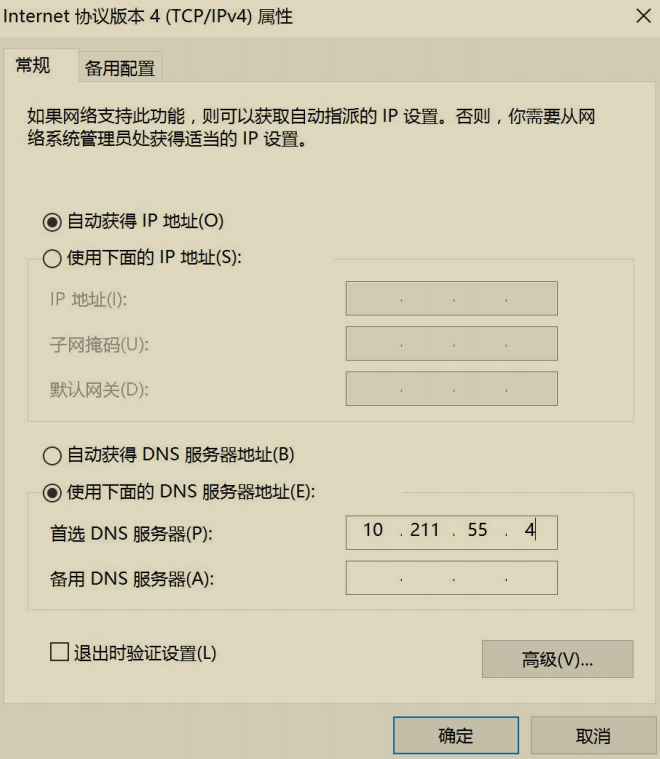 Internet 协议版本 4 (TCP/IPv4) 属性
常规
备用配置
如果网络支持此功能，则可以获取自动指派的 IP 设置。否则，你需要从网
络系统管理员处获得适当的 IP 设置。
自动获得 IP 地址(O)
使用下面的 IP 地址(S):
IP 地址(I):
子网掩码(U):
默认网关(D):
自动获得 DNS 服务器地址(B)
使用下面的 DNS 服务器地址(E):
首选 DNS 服务器(P): 10 . 211 . 55 . 4
备用 DNS 服务器(A):
退出时验证设置(L)
高级(V)...
确定 取消